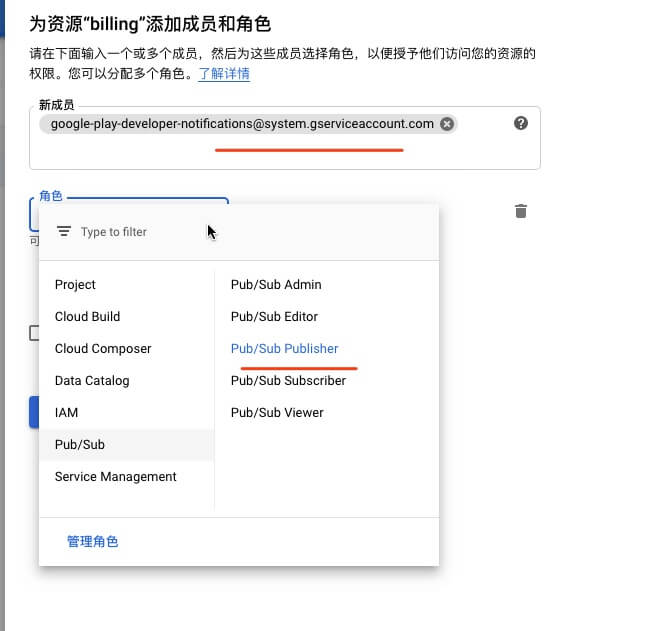 为资源“billing”添加成员和角色
请在下面输入一个或多个成员，然后为这些成员选择角色，以便授予他们访问您的资源的
权限。您可以分配多个角色。了解详情
新成员
google-play-developer-notifications@system.gserviceaccount.com
角色
可
Type to filter
Project
Cloud Build
Cloud Composer
Data Catalog
IAM
Pub/Sub
Service Management
Pub/Sub Admin
Pub/Sub Editor
Pub/Sub Publisher
Pub/Sub Subscriber
Pub/Sub Viewer
管理角色